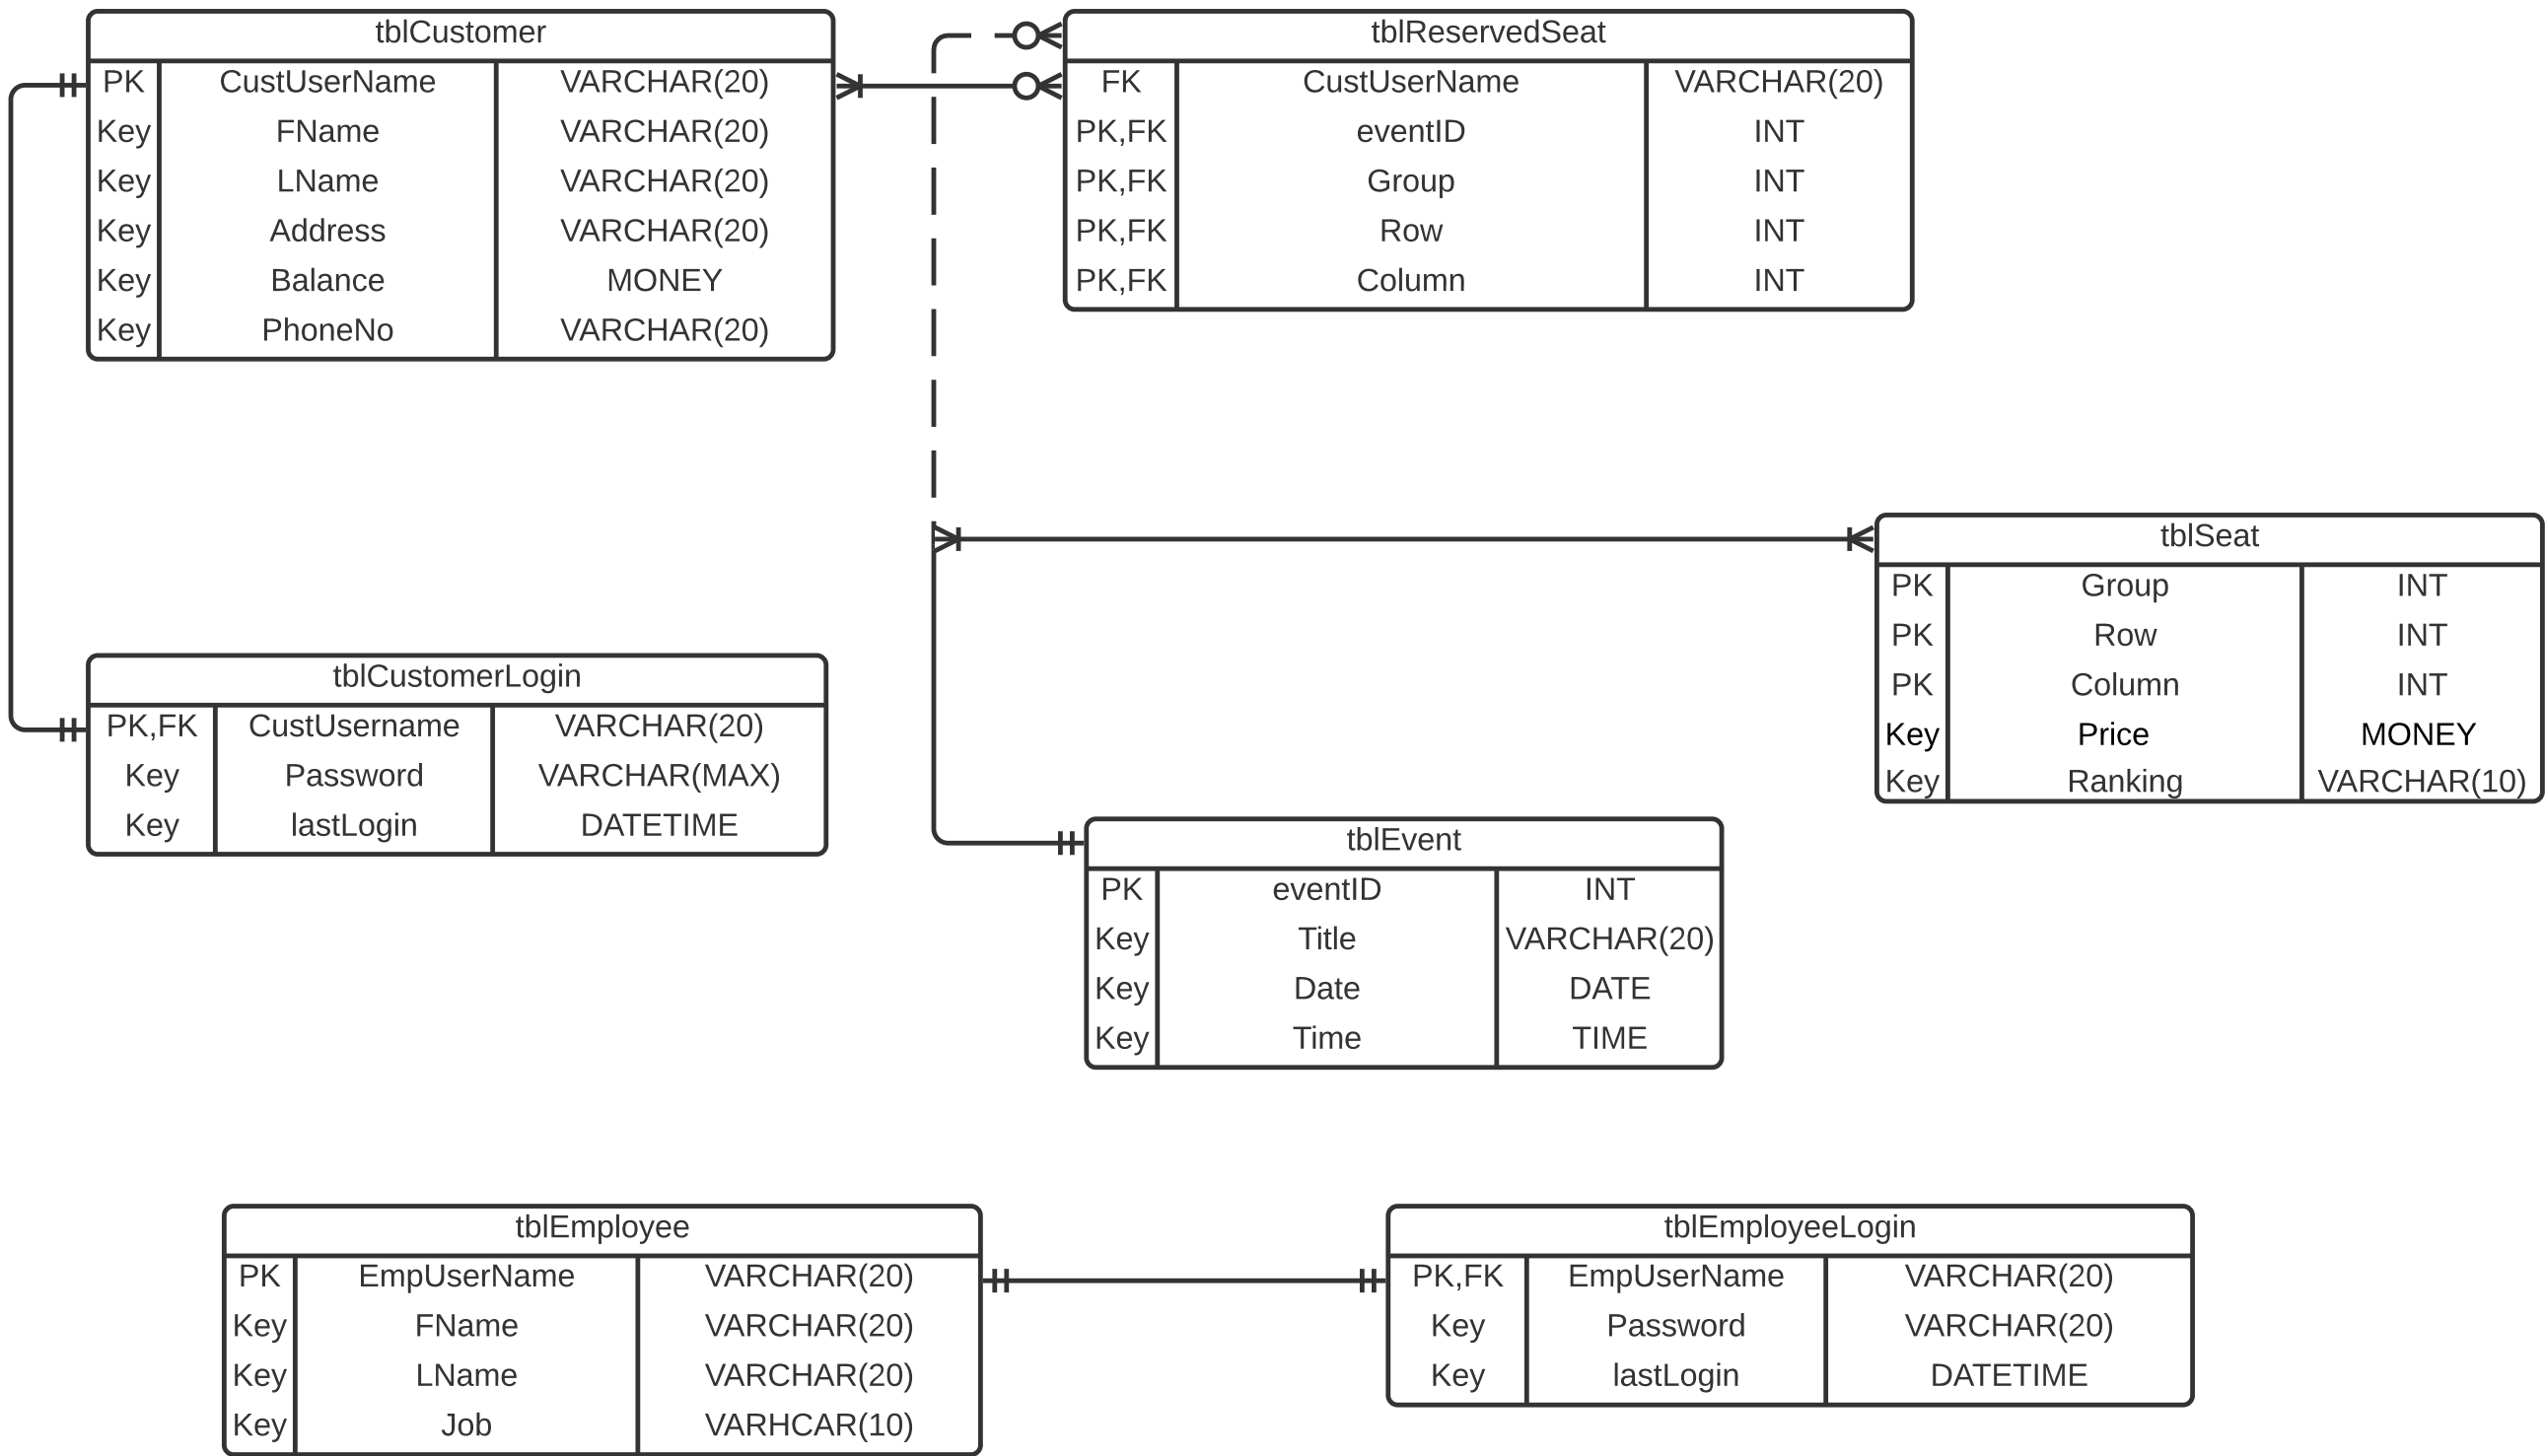 tblCustomer
PK CustUserName VARCHAR(20)
Key FName VARCHAR(20)
Key LName VARCHAR(20)
Key Address VARCHAR(20)
Key Balance MONEY
Key PhoneNo VARCHAR(20)
tblReservedSeat
FK CustUserName VARCHAR(20)
PK,FK eventID INT
PK,FK Group INT
PK,FK Row INT
PK,FK Column INT
tblSeat
PK Group INT
PK Row INT
PK Column INT
Key Price MONEY
Key Ranking VARCHAR(10)
tblCustomerLogin
PK,FK CustUsername VARCHAR(20)
Key Password VARCHAR(MAX)
Key lastLogin DATETIME
tblEvent
PK eventID INT
Key Title VARCHAR(20)
Key Date DATE
Key Time TIME
tblEmployee
PK EmpUserName VARCHAR(20)
Key FName VARCHAR(20)
Key LName VARCHAR(20)
Key Job VARHCAR(10)
tblEmployeeLogin
PK,FK EmpUserName VARCHAR(20)
Key Password VARCHAR(20)
Key lastLogin DATETIME